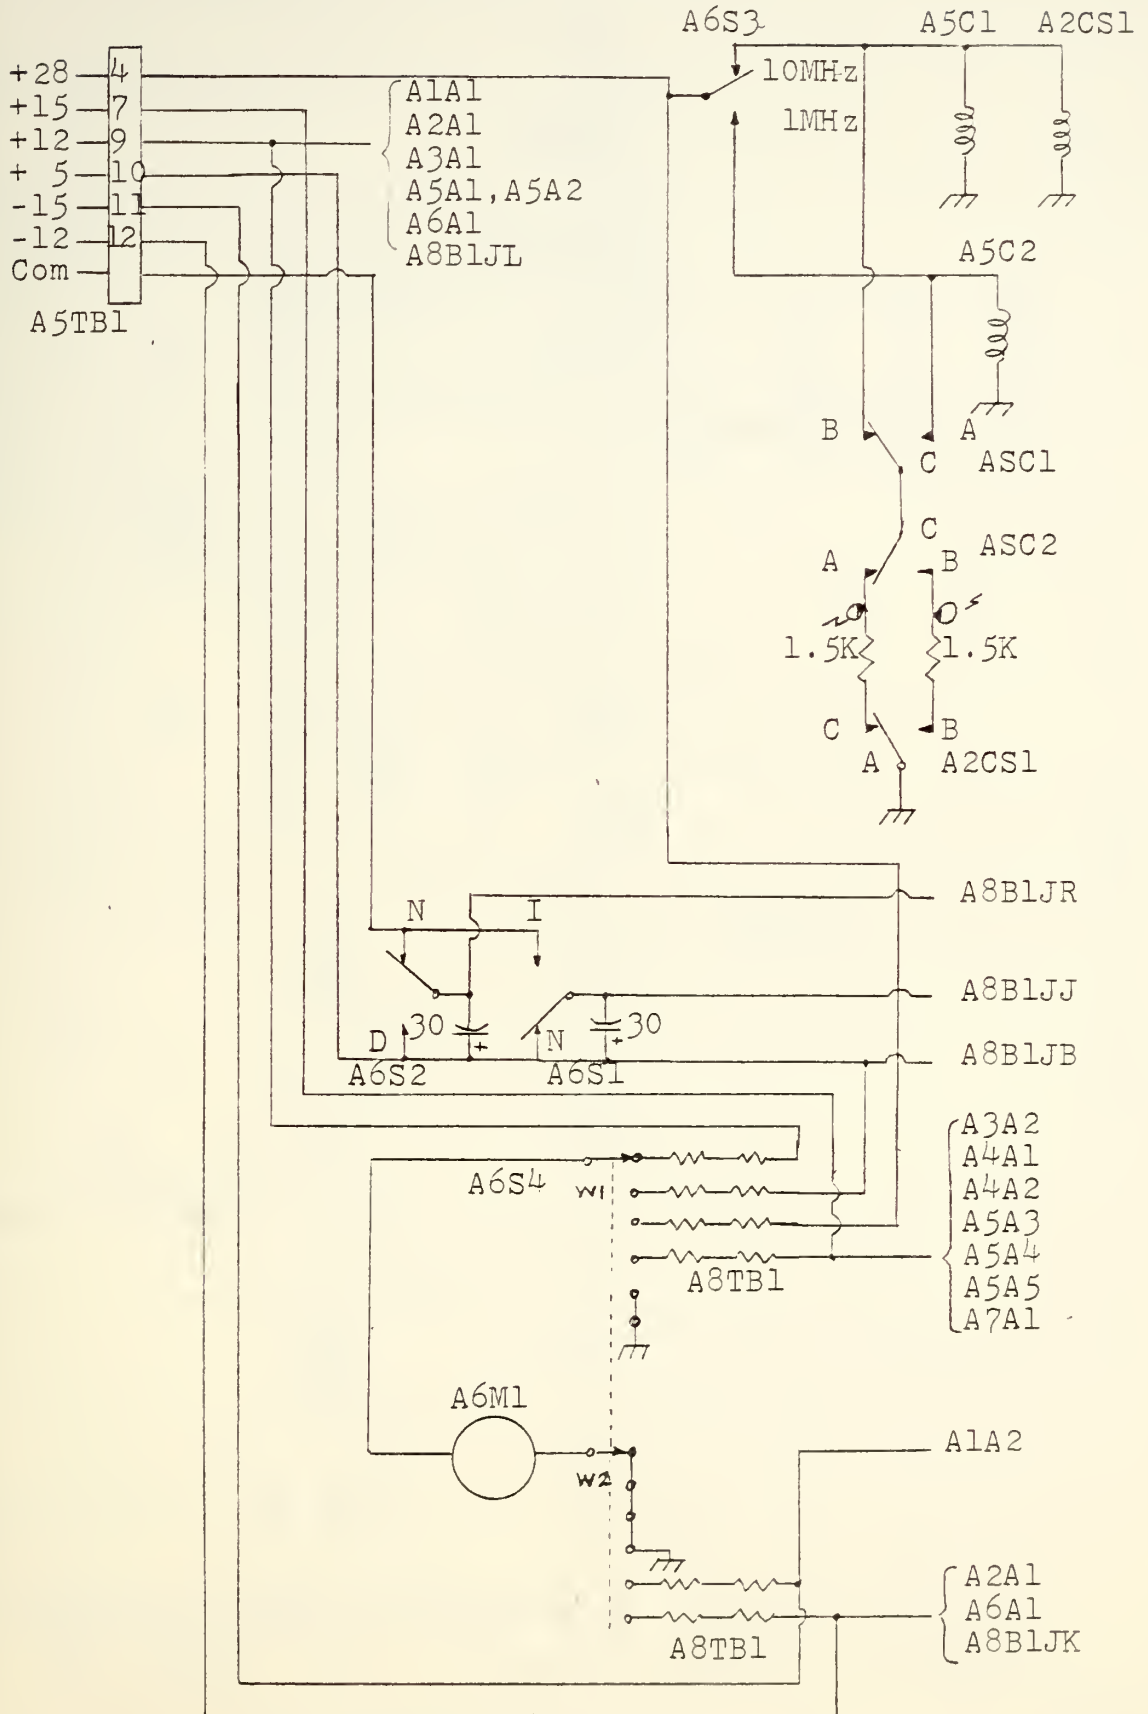 A6S3 A5C1 A2CS1
+28 4
+15 7
+12 9
+ 5 10
-15 11
-12 12
Com
A5TB1
A1A1
A2A1
A3A1
A5A1,A5A2
A6A1
A8B1JL
10MHz
1MHz
A5C2
B C A
ASC1
C
ASC2
A B
1.5K 1.5K
C B
A A2CS1
A8B1JR
N I
A8B1JJ
D 30 N 30
A8B1JB
A6S2 A6S1
A3A2
A4A1
A4A2
A5A3
A5A4
A5A5
A7A1
A6S4 W1
A8TB1
A6M1
A1A2
W2
A2A1
A6A1
A8B1JK
A8TB1